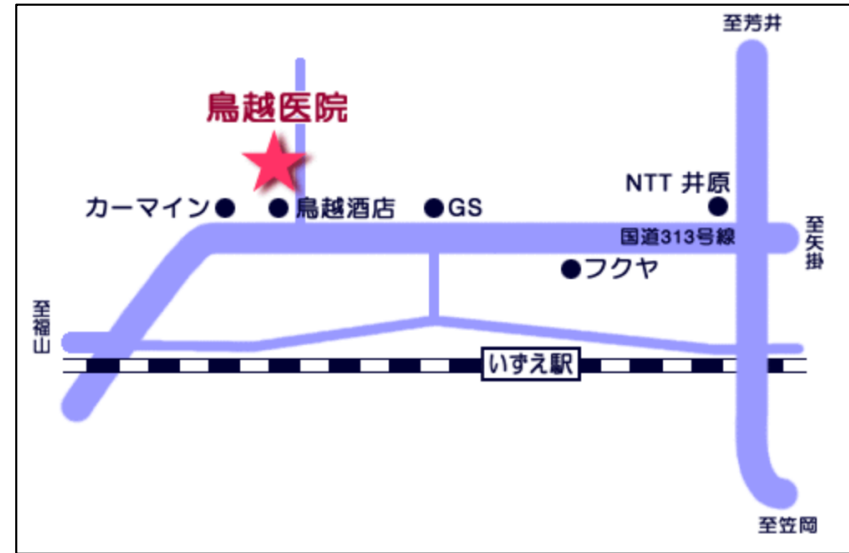 至芳井
鳥越医院
NTT 井原
カーマイン
鳥越酒店
GS
国道313号線
至矢掛
フクヤ
至福山
いずえ駅
至笠岡